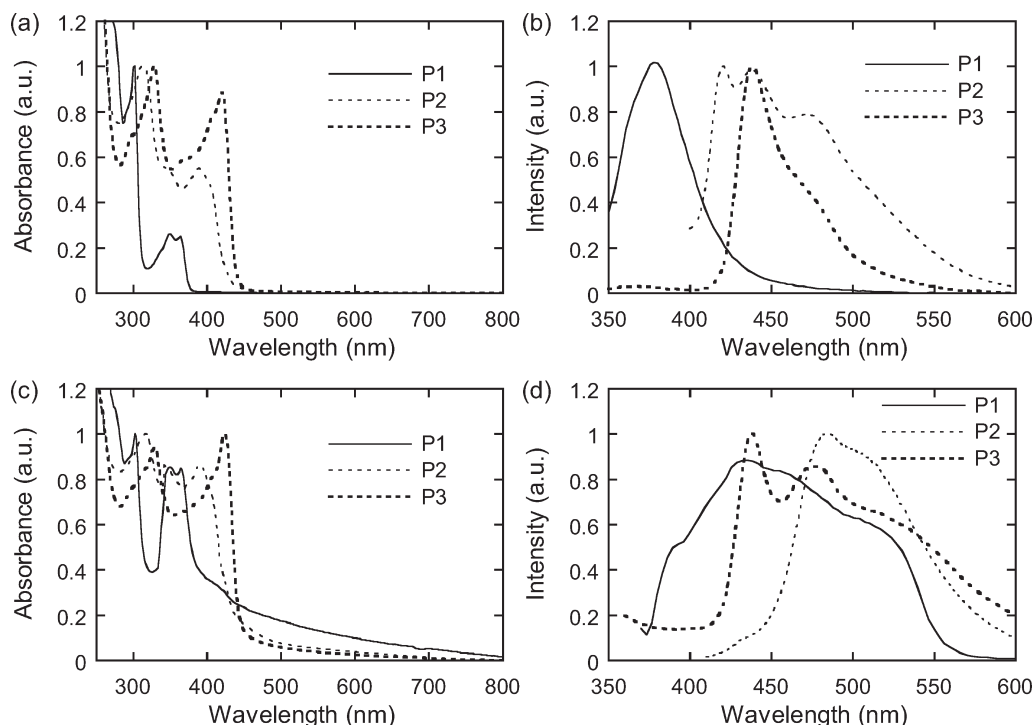 (a)
1.2
1
0.8
0.6
0.4
0.2
0
Absorbance (a.u.)
P1
P2
P3
300 400 500 600 700 800
Wavelength (nm)
(b)
1.2
1
0.8
0.6
0.4
0.2
0
Intensity (a.u.)
P1
P2
P3
350 400 450 500 550 600
Wavelength (nm)
(c)
1.2
1
0.8
0.6
0.4
0.2
0
Absorbance (a.u.)
P1
P2
P3
300 400 500 600 700 800
Wavelength (nm)
(d)
1.2
1
0.8
0.6
0.4
0.2
0
Intensity (a.u.)
P1
P2
P3
350 400 450 500 550 600
Wavelength (nm)